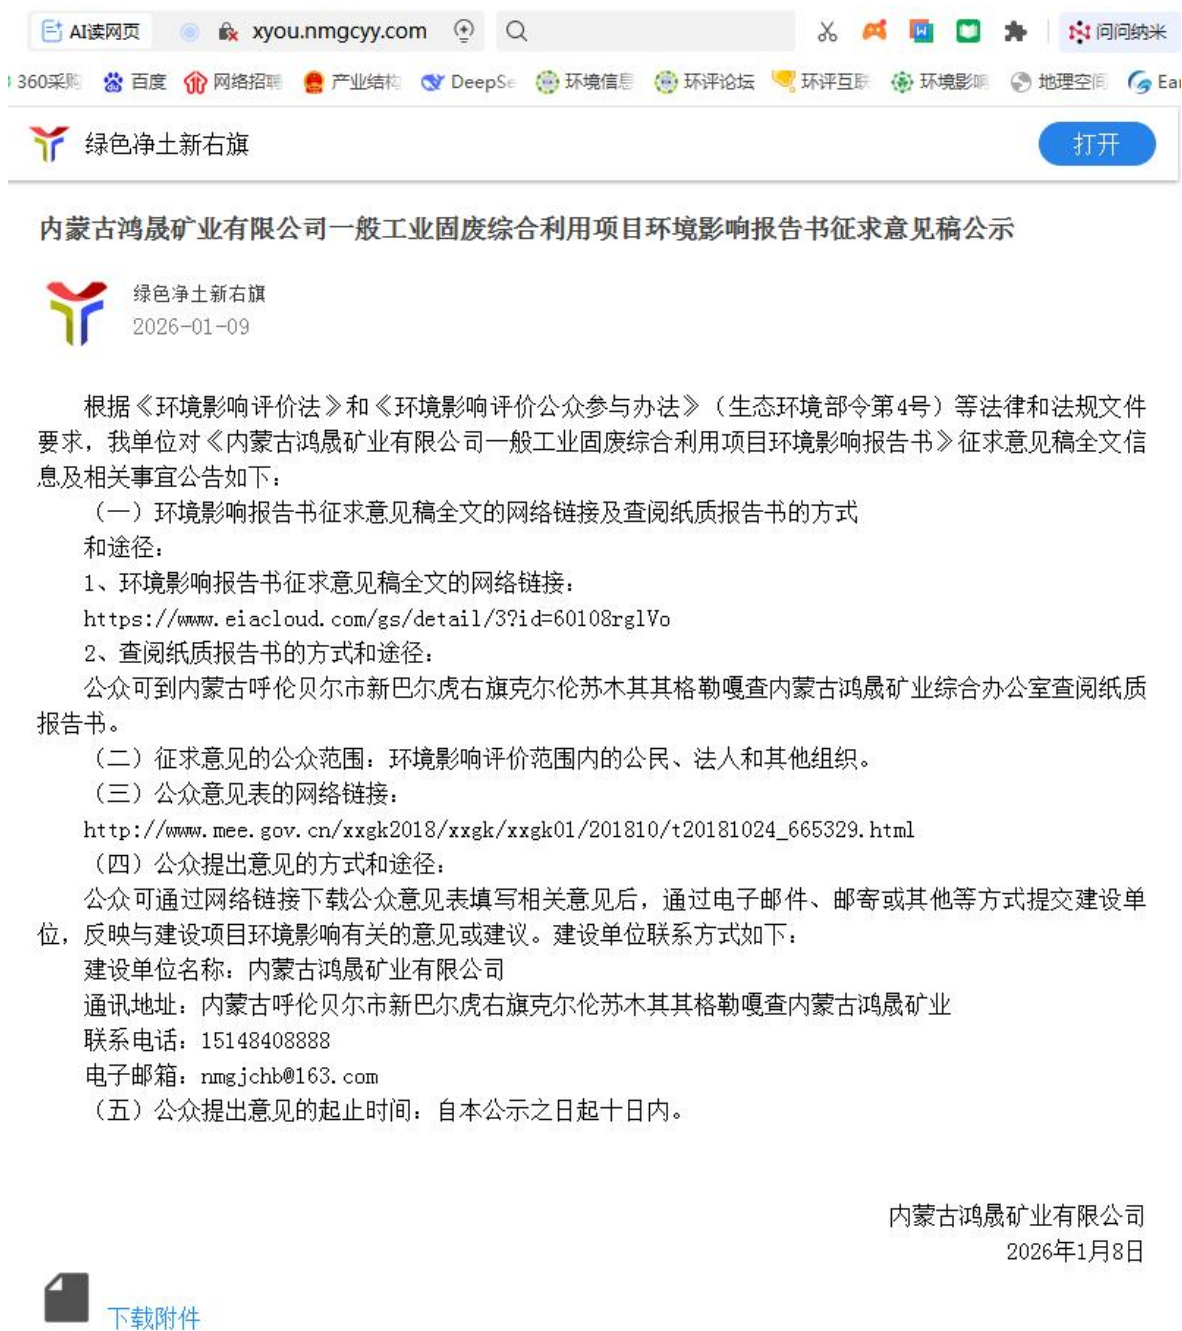 AI读网页 xyou.nmgcyy.com 问问纳米
360采购 百度 网络招聘 产业结构 DeepSe 环境信息 环评论坛 环评互联 环境影响 地理空间 Ear
绿色净土新右旗 打开
内蒙古鸿晟矿业有限公司一般工业固废综合利用项目环境影响报告书征求意见稿公示
绿色净土新右旗
2026-01-09
根据《环境影响评价法》和《环境影响评价公众参与办法》（生态环境部令第4号）等法律和法规文件
要求，我单位对《内蒙古鸿晟矿业有限公司一般工业固废综合利用项目环境影响报告书》征求意见稿全文信
息及相关事宜公告如下：
（一）环境影响报告书征求意见稿全文的网络链接及查阅纸质报告书的方式
和途径：
1、环境影响报告书征求意见稿全文的网络链接：
https://www.eiacloud.com/gs/detail/3?id=60108rglVo
2、查阅纸质报告书的方式和途径：
公众可到内蒙古呼伦贝尔市新巴尔虎右旗克尔伦苏木其其格勒嘎查内蒙古鸿晟矿业综合办公室查阅纸质
报告书。
（二）征求意见的公众范围：环境影响评价范围内的公民、法人和其他组织。
（三）公众意见表的网络链接：
http://www.mee.gov.cn/xxgk2018/xxgk/xxgk01/201810/t20181024_665329.html
（四）公众提出意见的方式和途径：
公众可通过网络链接下载公众意见表填写相关意见后，通过电子邮件、邮寄或其他等方式提交建设单
位，反映与建设项目环境影响有关的意见或建议。建设单位联系方式如下：
建设单位名称：内蒙古鸿晟矿业有限公司
通讯地址：内蒙古呼伦贝尔市新巴尔虎右旗克尔伦苏木其其格勒嘎查内蒙古鸿晟矿业
联系电话：15148408888
电子邮箱：nmgjchb@163.com
（五）公众提出意见的起止时间：自本公示之日起十日内。
内蒙古鸿晟矿业有限公司
2026年1月8日
下载附件